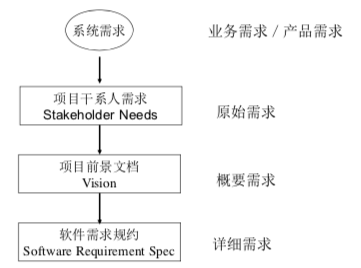 系统需求
业务需求 / 产品需求
项目干系人需求
Stakeholder Needs
原始需求
项目前景文档
Vision
概要需求
软件需求规约
Software Requirement Spec
详细需求